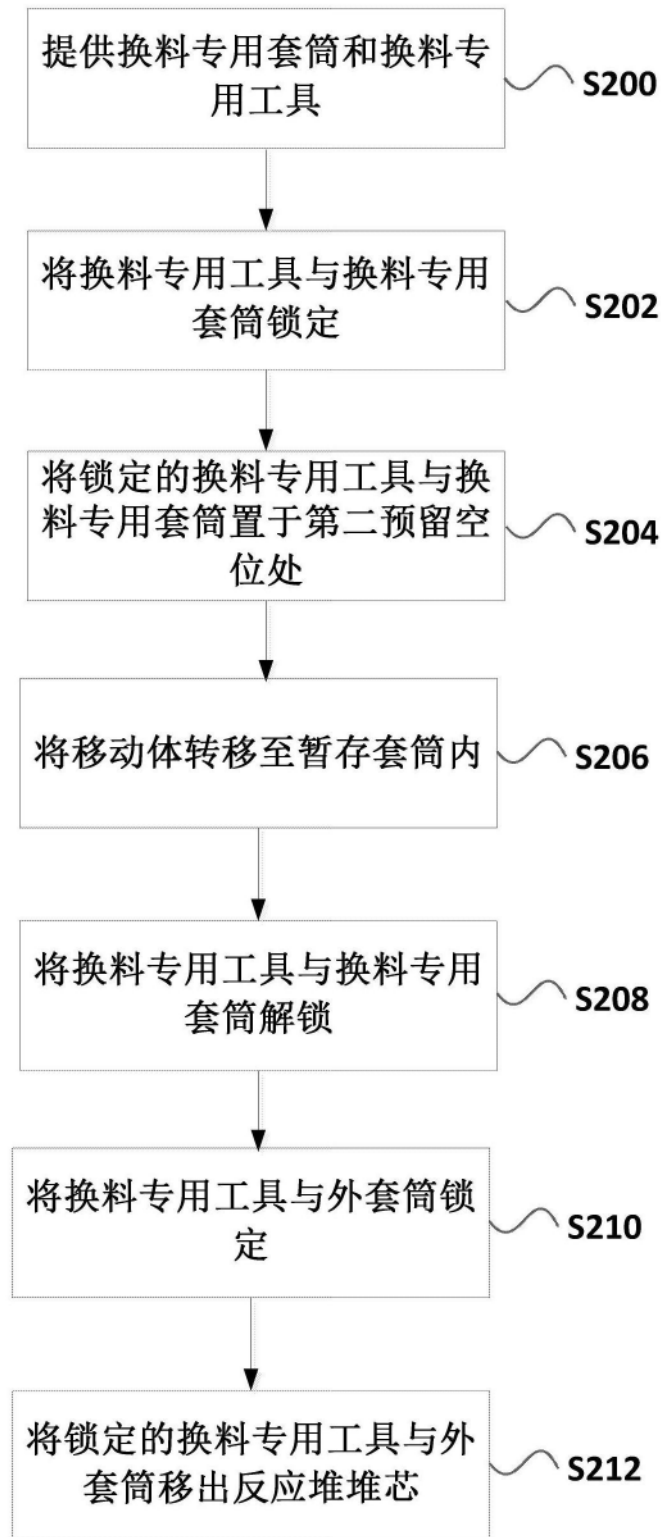 提供换料专用套筒和换料专
用工具
S200
将换料专用工具与换料专用
套筒锁定
S202
将锁定的换料专用工具与换
料专用套筒置于第二预留空
位处
S204
将移动体转移至暂存套筒内
S206
将换料专用工具与换料专用
套筒解锁
S208
将换料专用工具与外套筒锁
定
S210
将锁定的换料专用工具与外
套筒移出反应堆堆芯
S212